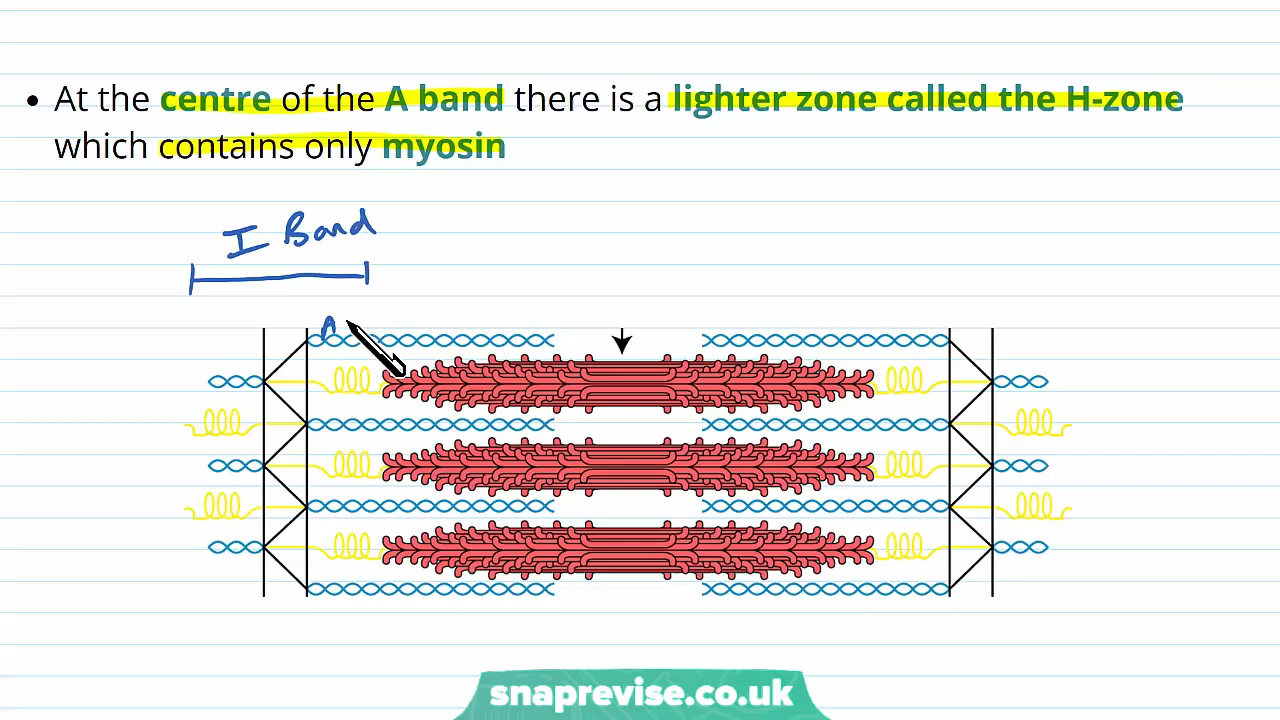 • At the centre of the A band there is a lighter zone called the H-zone
which contains only myosin
I Band
A
snaprevise.co.uk